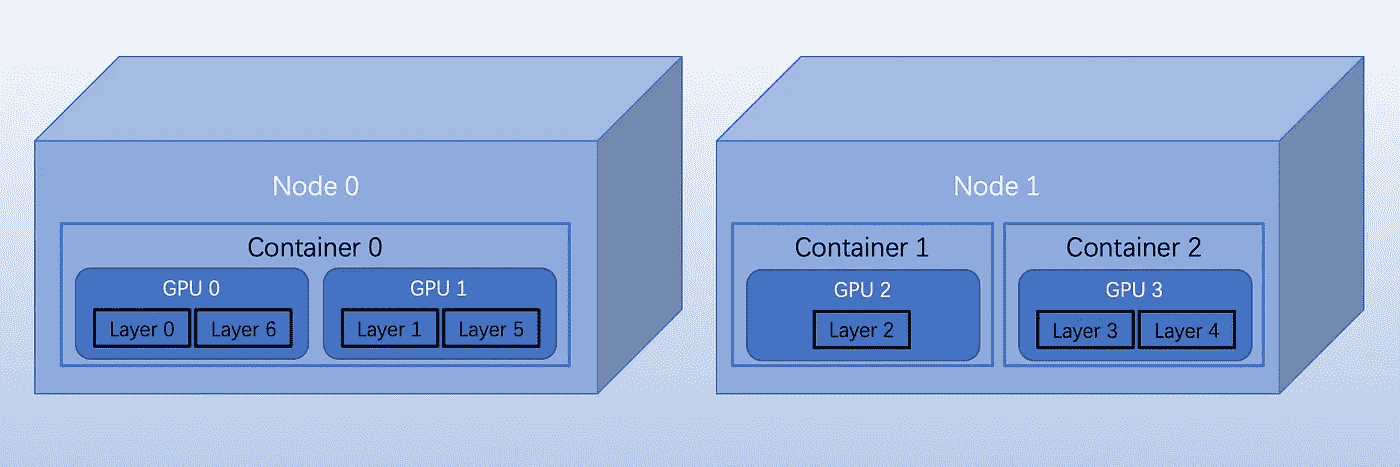 Node 0
Container 0
GPU 0
Layer 0
Layer 6
GPU 1
Layer 1
Layer 5
Node 1
Container 1
GPU 2
Layer 2
Container 2
GPU 3
Layer 3
Layer 4